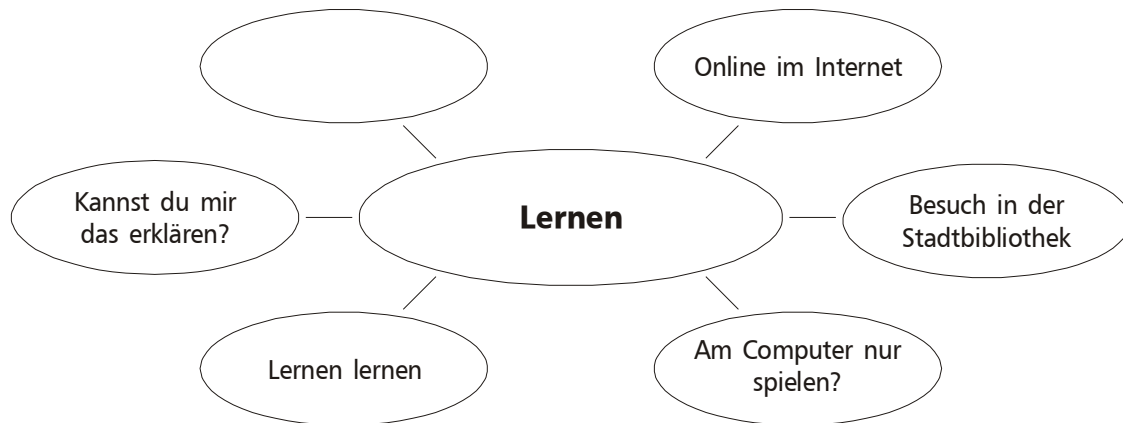 Online im Internet
Kannst du mir
das erklären?
Lernen
Besuch in der
Stadtbibliothek
Lernen lernen
Am Computer nur
spielen?